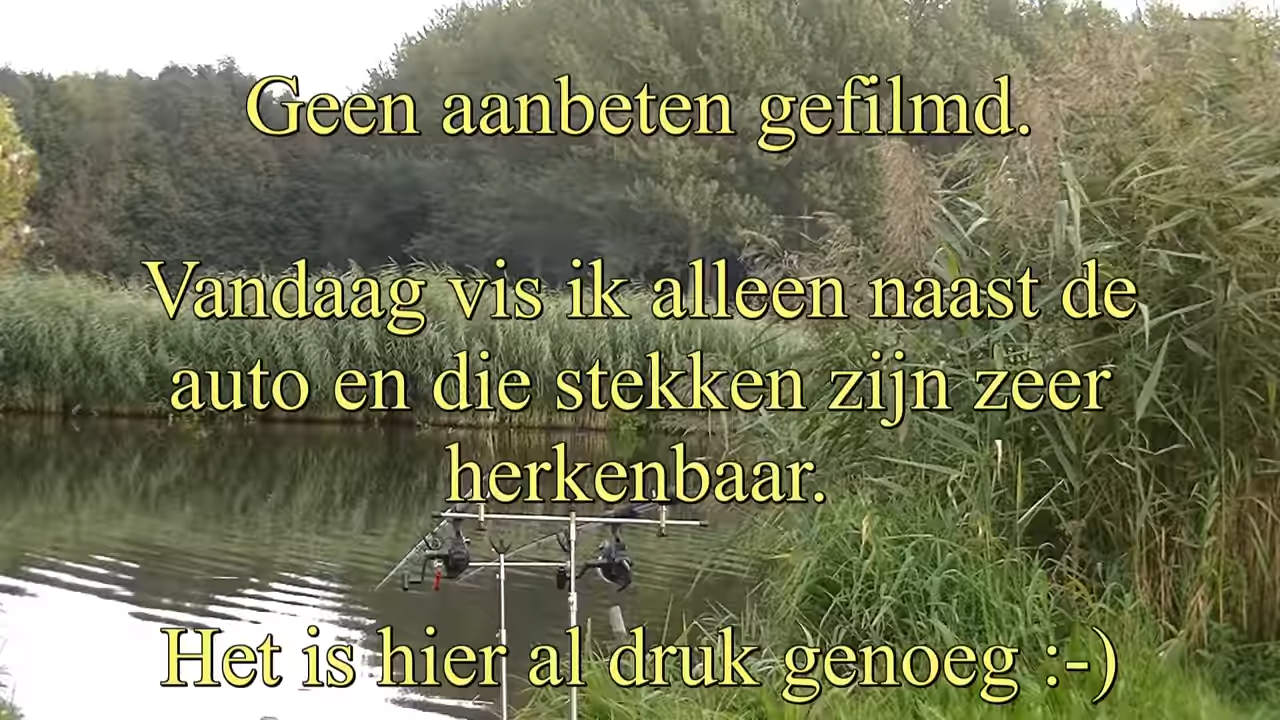 Geen aanbeten gefilmd.
Vandaag vis ik alleen naast de
auto en die stekken zijn zeer
herkenbaar.
Het is hier al druk genoeg :-)